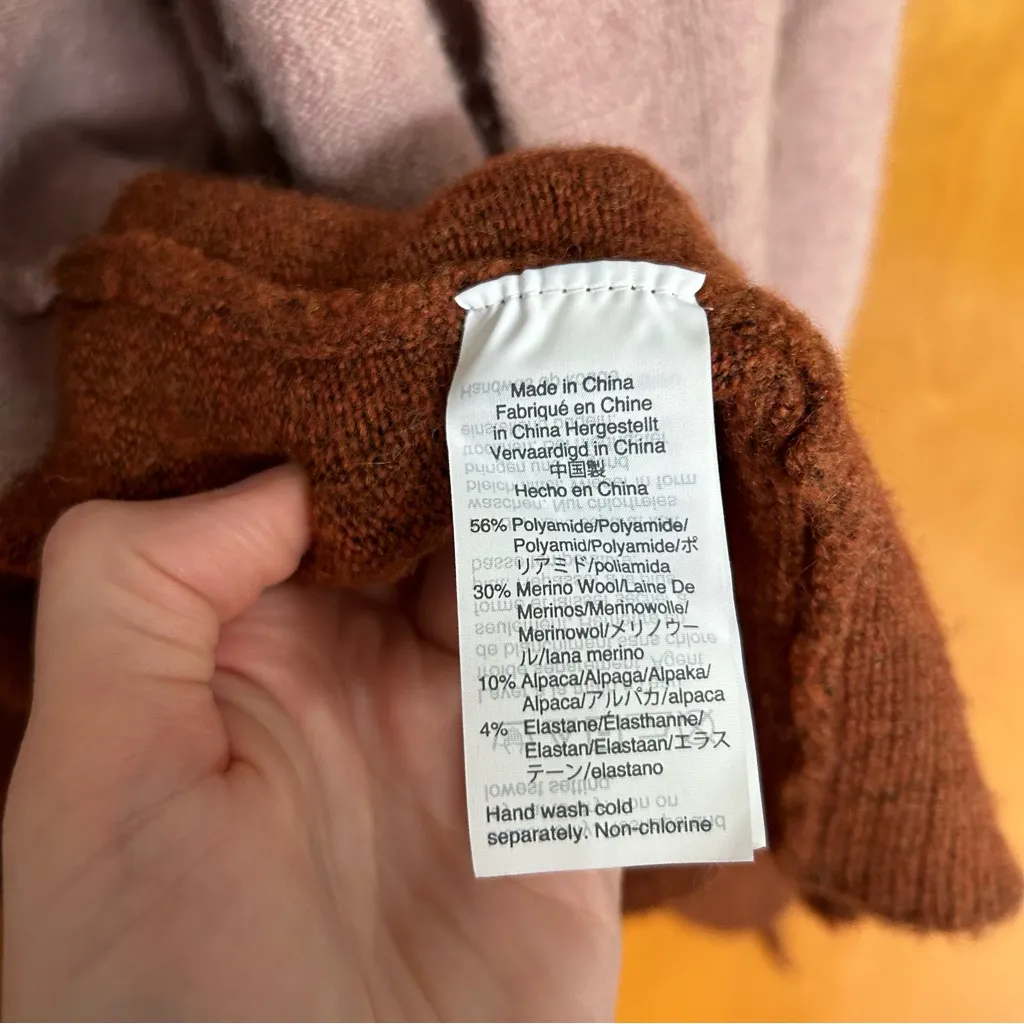 Made in China
Fabriqué en Chine
in China Hergestellt
Vervaardigd in China
中国製
Hecho en China
56% Polyamide/Polyamide/
Polyamid/Polyamide/ポ
リアミド/poliamida
30% Merino Wool/Laine De
Merinos/Merinowolle/
Merinowol/メリノウー
ル/lana merino
10% Alpaca/Alpaga/Alpaka/
Alpaca/アルパカ/alpaca
4% Elastane/Élasthanne/
Elastan/Elastaan/エラス
テーン/elastano
Hand wash cold
separately. Non-chlorine